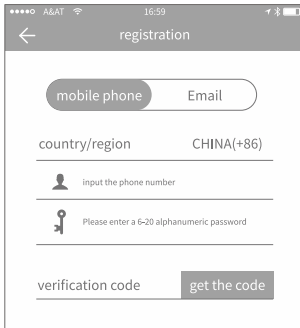 A&AT 16:59
registration
mobile phone Email
country/region CHINA(+86)
input the phone number
Please enter a 6-20 alphanumeric password
verification code get the code